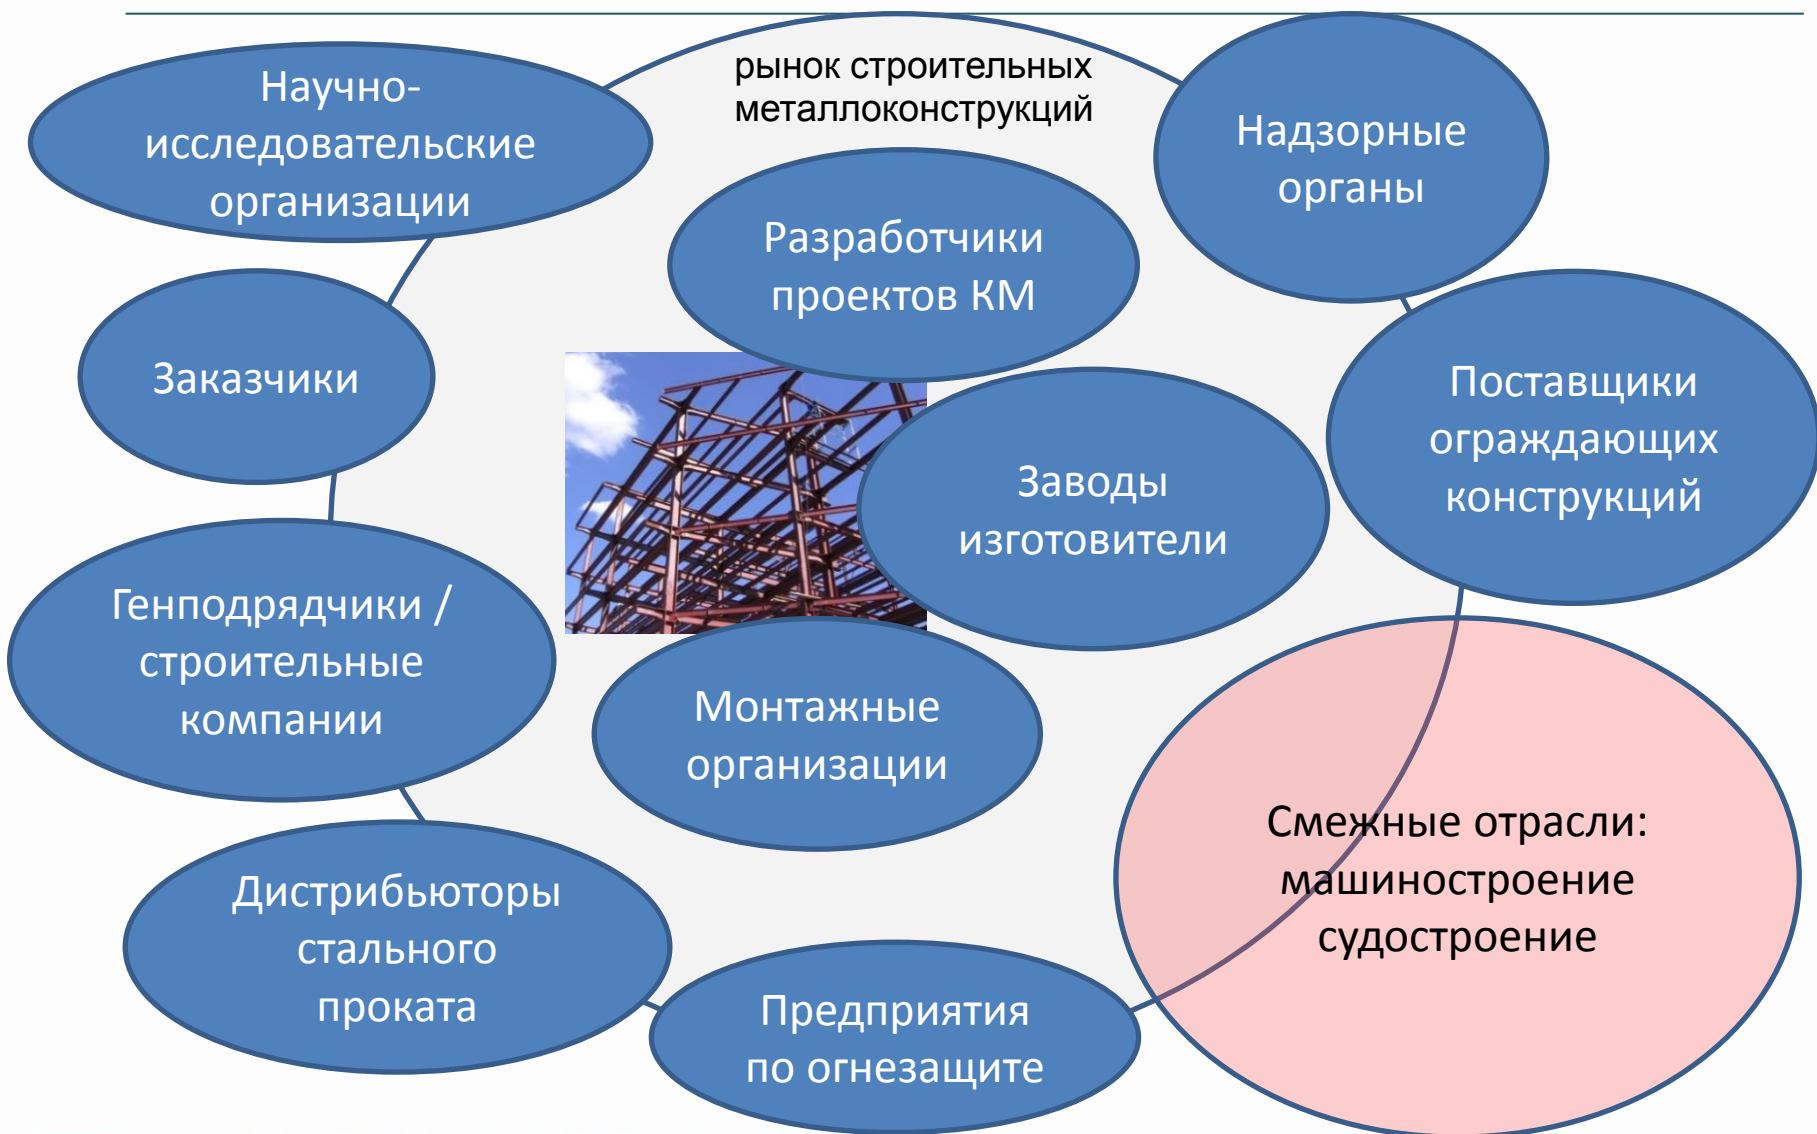 рынок строительных
металлоконструкций
Научно-
исследовательские
организации
Надзорные
органы
Разработчики
проектов КМ
Заказчики
Поставщики
ограждающих
конструкций
Заводы
изготовители
Генподрядчики /
строительные
компании
Монтажные
организации
Смежные отрасли:
машиностроение
судостроение
Дистрибьюторы
стального
проката
Предприятия
по огнезащите